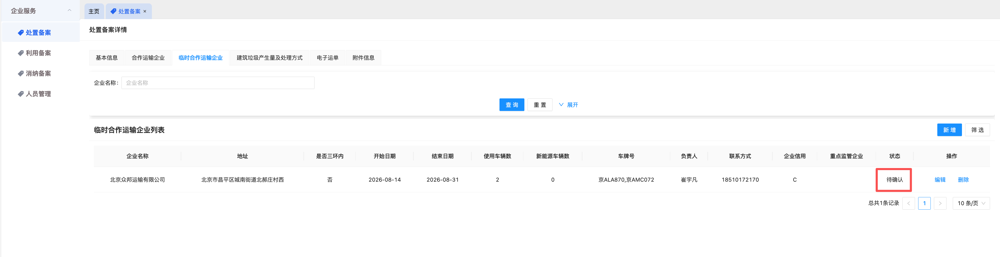 企业服务
处置备案
利用备案
消纳备案
人员管理
主页 处置备案 ×
处置备案详情
基本信息 合作运输企业 临时合作运输企业 建筑垃圾产生量及处理方式 电子运单 附件信息
企业名称: 企业名称
查 询 重 置 展开
临时合作运输企业列表 新 增 筛 选
企业名称 地址 是否三环内 开始日期 结束日期 使用车辆数 新能源车辆数 车牌号 负责人 联系方式 企业信用 重点监管企业 状态 操作
北京众邦运输有限公司 北京市昌平区城南街道北郝庄村西 否 2026-08-14 2026-08-31 2 0 京ALA870,京AMC072 崔宇凡 18510172170 C 待确认 编辑 删除
总共1条记录 < 1 > 10 条/页